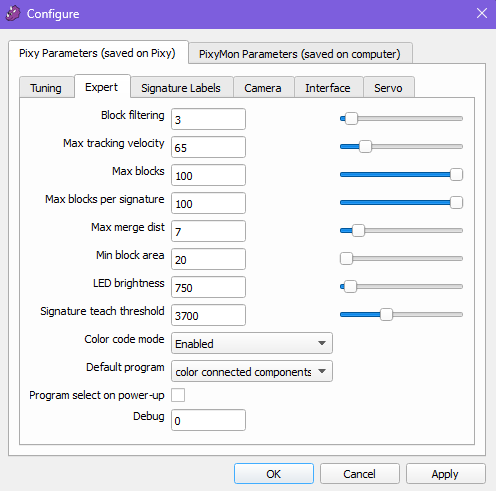 Configure
Pixy Parameters (saved on Pixy)
PixyMon Parameters (saved on computer)
Tuning
Expert
Signature Labels
Camera
Interface
Servo
Block filtering 3
Max tracking velocity 65
Max blocks 100
Max blocks per signature 100
Max merge dist 7
Min block area 20
LED brightness 750
Signature teach threshold 3700
Color code mode Enabled
Default program color connected components
Program select on power-up
Debug 0
OK
Cancel
Apply